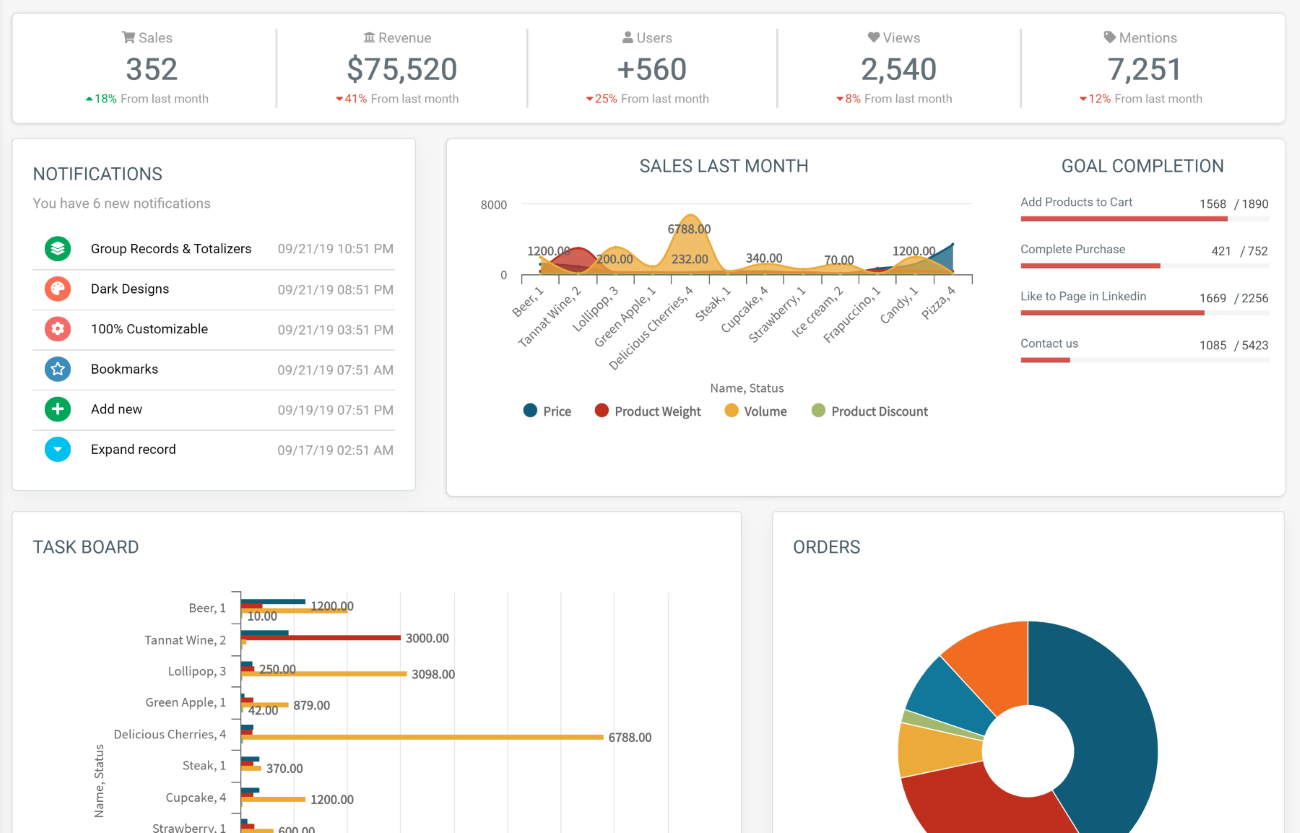 Sales
352
18% From last month
Revenue
$75,520
41% From last month
Users
+560
25% From last month
Views
2,540
8% From last month
Mentions
7,251
12% From last month
NOTIFICATIONS
You have 6 new notifications
Group Records & Totalizers 09/21/19 10:51 PM
Dark Designs 09/21/19 08:51 PM
100% Customizable 09/21/19 03:51 PM
Bookmarks 09/21/19 07:51 AM
Add new 09/19/19 07:51 PM
Expand record 09/17/19 02:51 AM
SALES LAST MONTH
8000
0
1200.00
200.00
6788.00
232.00
340.00
70.00
1200.00
Beer, 1
Tannat Wine, 2
Lollipop, 3
Green Apple, 1
Delicious Cherries, 4
Steak, 1
Cupcake, 4
Strawberry, 1
Ice cream, 2
Frapuccino, 1
Candy, 1
Pizza, 4
Name, Status
Price Product Weight Volume Product Discount
GOAL COMPLETION
Add Products to Cart 1568 / 1890
Complete Purchase 421 / 752
Like to Page in Linkedin 1669 / 2256
Contact us 1085 / 5423
TASK BOARD
Name, Status
Beer, 1 1200.00
10.00
Tannat Wine, 2 3000.00
Lollipop, 3 250.00
3098.00
Green Apple, 1 879.00
42.00
Delicious Cherries, 4 6788.00
Steak, 1 370.00
Cupcake, 4 1200.00
Strawberry, 1 600.00
ORDERS